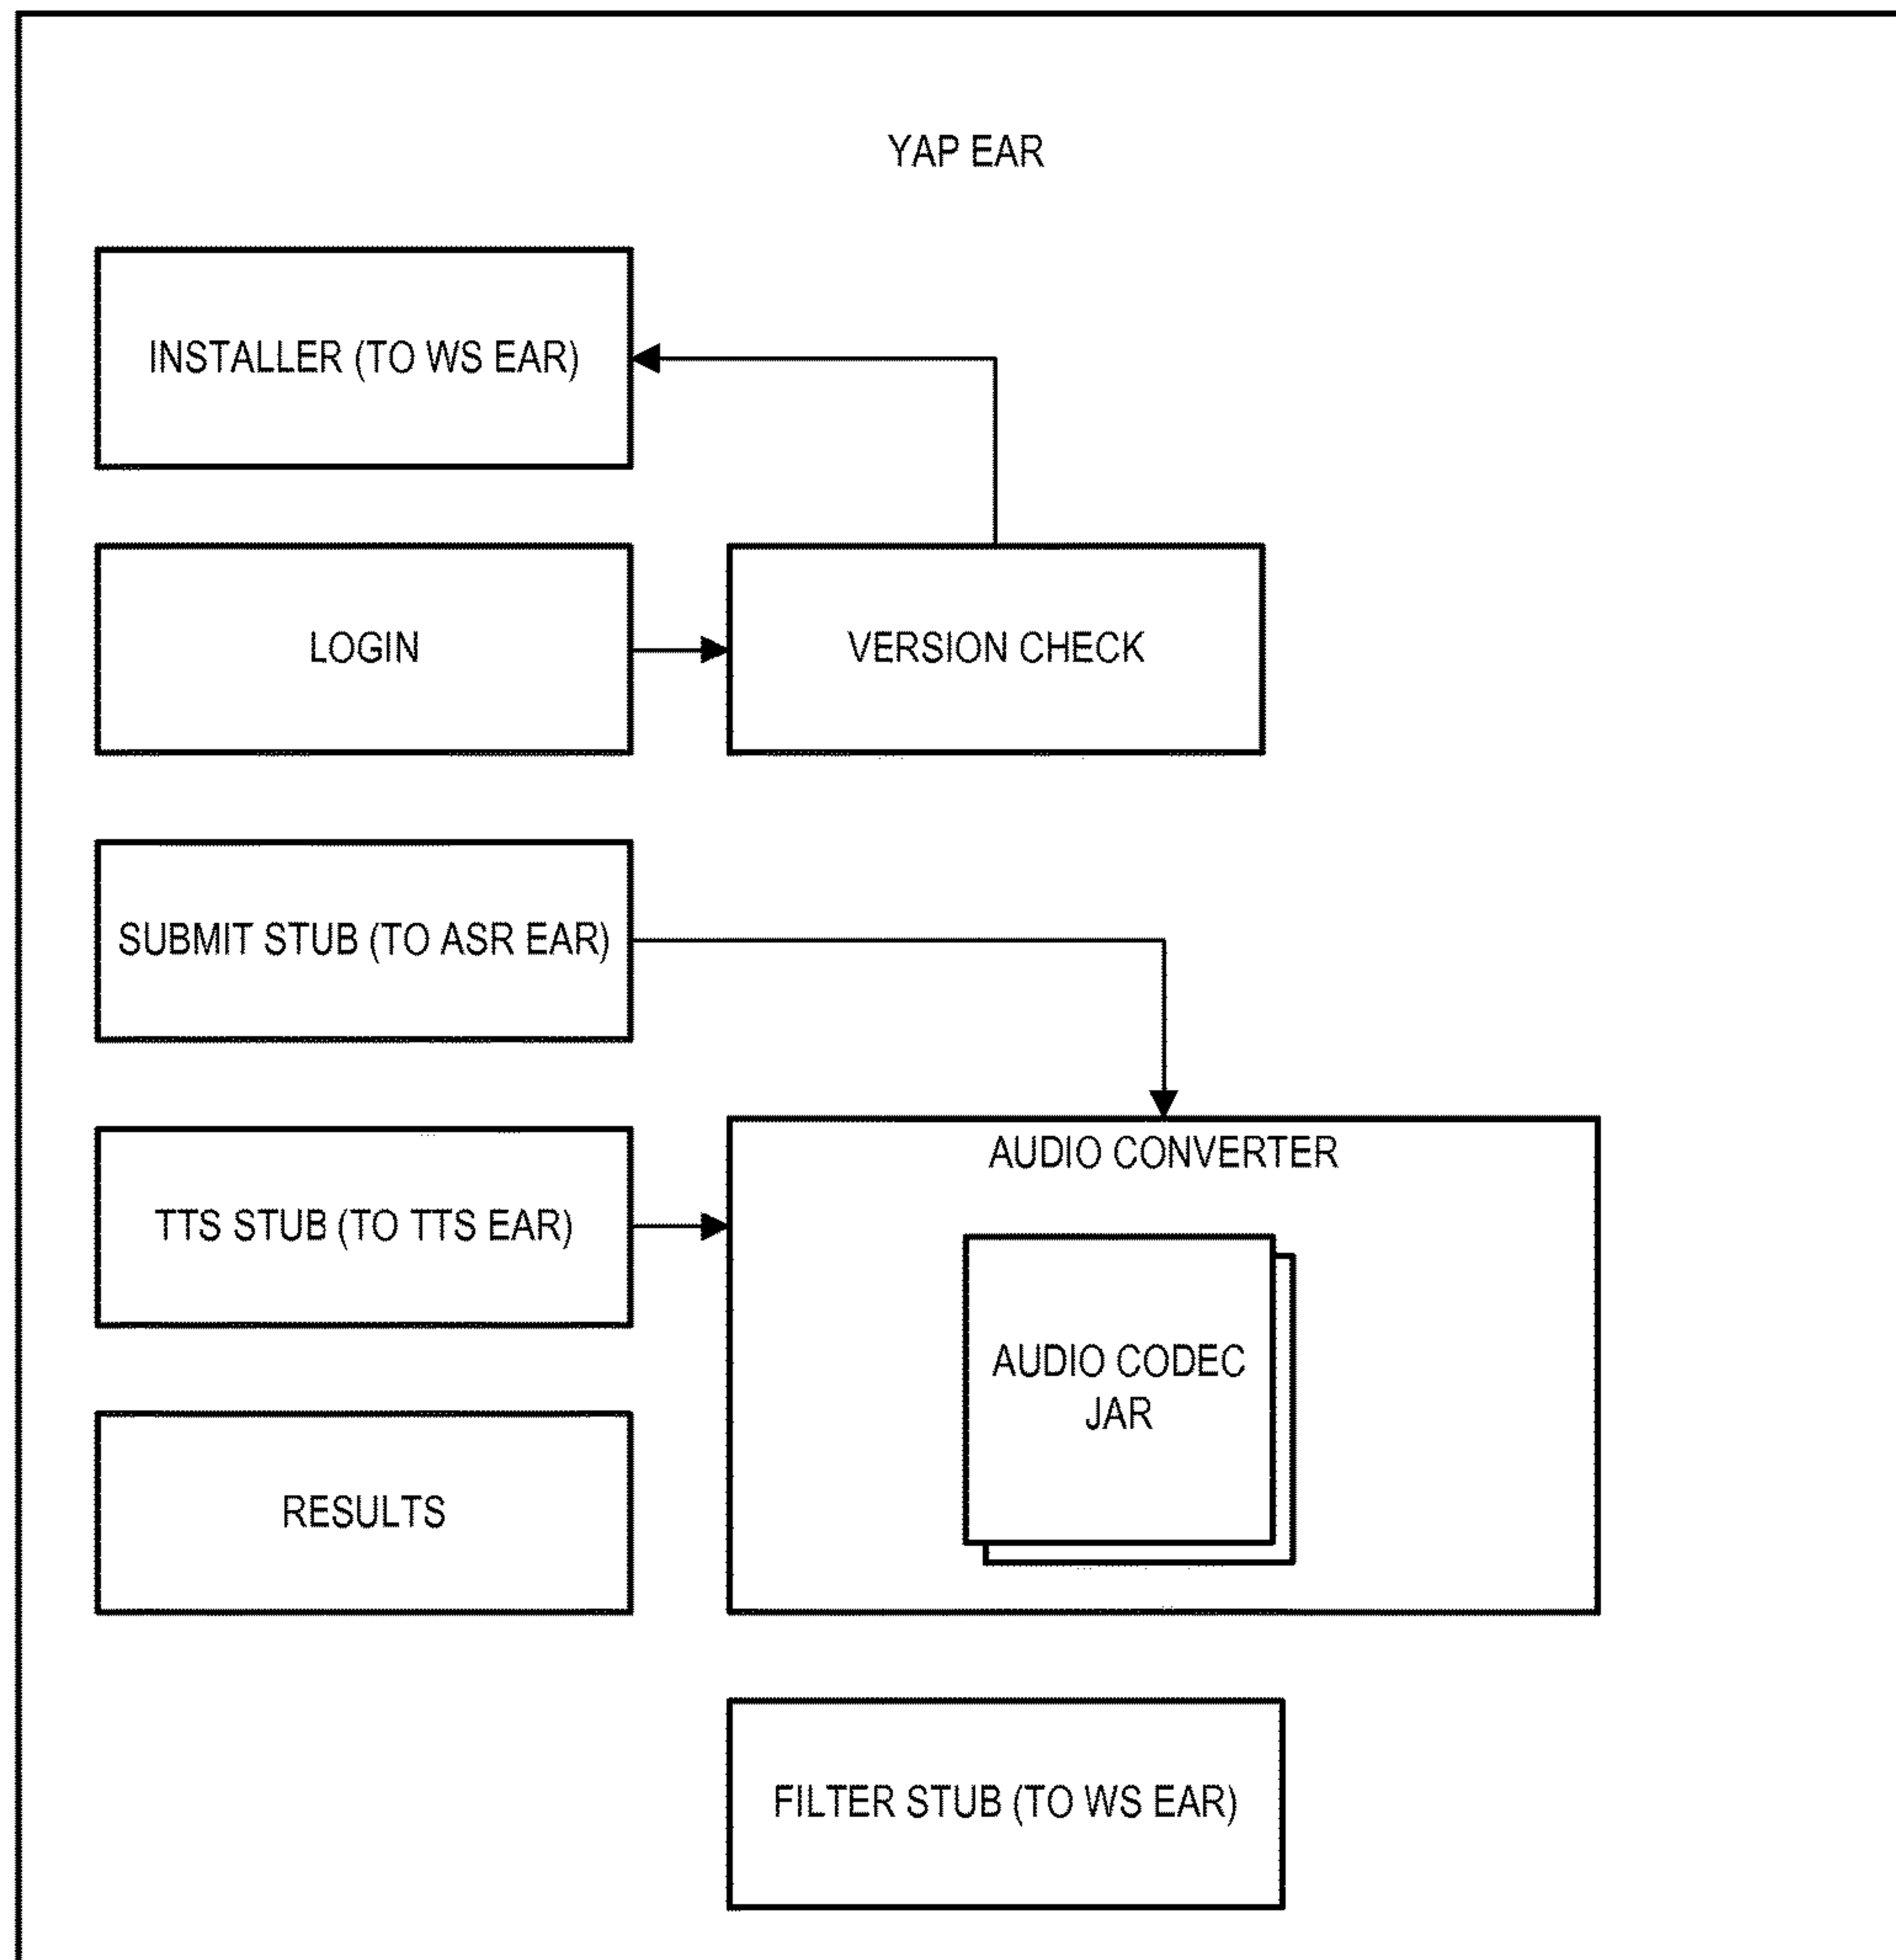 YAP EAR
INSTALLER (TO WS EAR)
LOGIN
VERSION CHECK
SUBMIT STUB (TO ASR EAR)
TTS STUB (TO TTS EAR)
AUDIO CONVERTER
AUDIO CODEC
JAR
RESULTS
FILTER STUB (TO WS EAR)